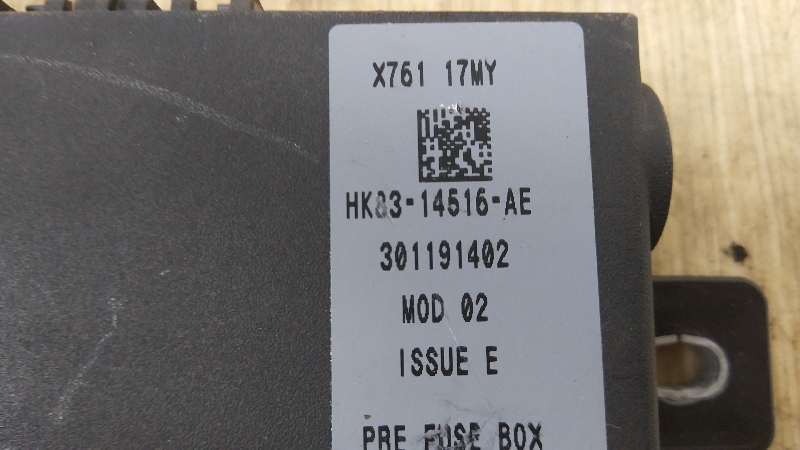 X761 17MY
HK83-14516-AE
301191402
MOD 02
ISSUE E
PRE FUSE BOX